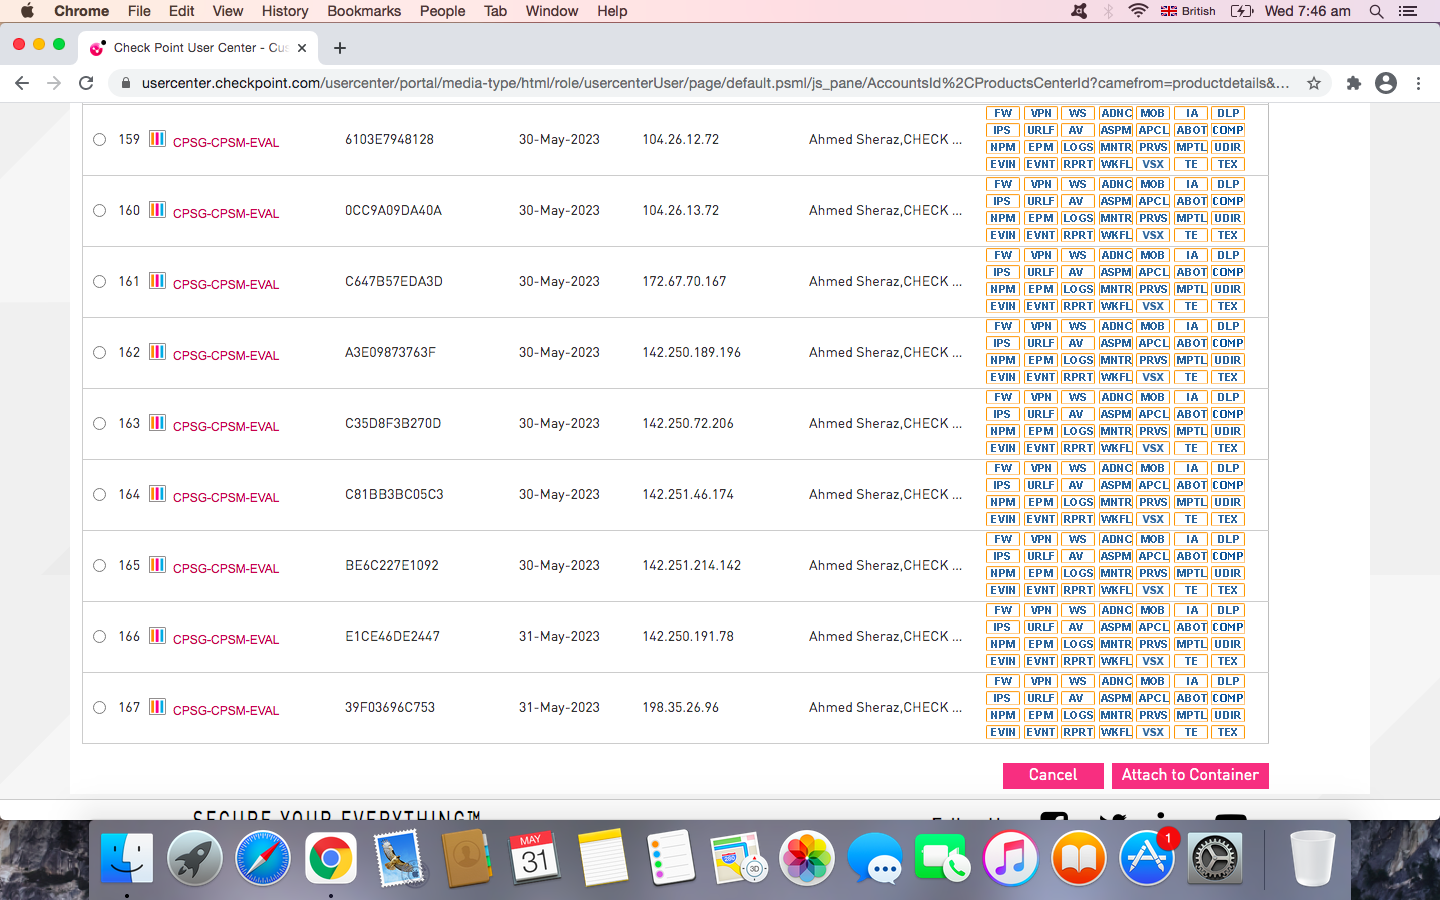 Chrome File Edit View History Bookmarks People Tab Window Help British Wed 7:46 am
Check Point User Center - Cus
usercenter.checkpoint.com/usercenter/portal/media-type/html/role/usercenterUser/page/default.psml/js_pane/AccountsId%2CProductsCenterId?camefrom=productdetails&...
FW VPN WS ADNC MOB IA DLP
159 CPSG-CPSM-EVAL 6103E7948128 30-May-2023 104.26.12.72 Ahmed Sheraz,CHECK ... IPS URLF AV ASPM APCL ABOT COMP
NPM EPM LOGS MNTR PRVS MPTL UDIR
EVIN EVNT RPRT WKFL VSX TE TEX
FW VPN WS ADNC MOB IA DLP
160 CPSG-CPSM-EVAL 0CC9A09DA40A 30-May-2023 104.26.13.72 Ahmed Sheraz,CHECK ... IPS URLF AV ASPM APCL ABOT COMP
NPM EPM LOGS MNTR PRVS MPTL UDIR
EVIN EVNT RPRT WKFL VSX TE TEX
FW VPN WS ADNC MOB IA DLP
161 CPSG-CPSM-EVAL C647B57EDA3D 30-May-2023 172.67.70.167 Ahmed Sheraz,CHECK ... IPS URLF AV ASPM APCL ABOT COMP
NPM EPM LOGS MNTR PRVS MPTL UDIR
EVIN EVNT RPRT WKFL VSX TE TEX
FW VPN WS ADNC MOB IA DLP
162 CPSG-CPSM-EVAL A3E09873763F 30-May-2023 142.250.189.196 Ahmed Sheraz,CHECK ... IPS URLF AV ASPM APCL ABOT COMP
NPM EPM LOGS MNTR PRVS MPTL UDIR
EVIN EVNT RPRT WKFL VSX TE TEX
FW VPN WS ADNC MOB IA DLP
163 CPSG-CPSM-EVAL C35D8F3B270D 30-May-2023 142.250.72.206 Ahmed Sheraz,CHECK ... IPS URLF AV ASPM APCL ABOT COMP
NPM EPM LOGS MNTR PRVS MPTL UDIR
EVIN EVNT RPRT WKFL VSX TE TEX
FW VPN WS ADNC MOB IA DLP
164 CPSG-CPSM-EVAL C81BB3BC05C3 30-May-2023 142.251.46.174 Ahmed Sheraz,CHECK ... IPS URLF AV ASPM APCL ABOT COMP
NPM EPM LOGS MNTR PRVS MPTL UDIR
EVIN EVNT RPRT WKFL VSX TE TEX
FW VPN WS ADNC MOB IA DLP
165 CPSG-CPSM-EVAL BE6C227E1092 30-May-2023 142.251.214.142 Ahmed Sheraz,CHECK ... IPS URLF AV ASPM APCL ABOT COMP
NPM EPM LOGS MNTR PRVS MPTL UDIR
EVIN EVNT RPRT WKFL VSX TE TEX
FW VPN WS ADNC MOB IA DLP
166 CPSG-CPSM-EVAL E1CE46DE2447 31-May-2023 142.250.191.78 Ahmed Sheraz,CHECK ... IPS URLF AV ASPM APCL ABOT COMP
NPM EPM LOGS MNTR PRVS MPTL UDIR
EVIN EVNT RPRT WKFL VSX TE TEX
FW VPN WS ADNC MOB IA DLP
167 CPSG-CPSM-EVAL 39F03696C753 31-May-2023 198.35.26.96 Ahmed Sheraz,CHECK ... IPS URLF AV ASPM APCL ABOT COMP
NPM EPM LOGS MNTR PRVS MPTL UDIR
EVIN EVNT RPRT WKFL VSX TE TEX
Cancel Attach to Container
SECURE YOUR EVERYTHING™
MAY
31
280
3D
1